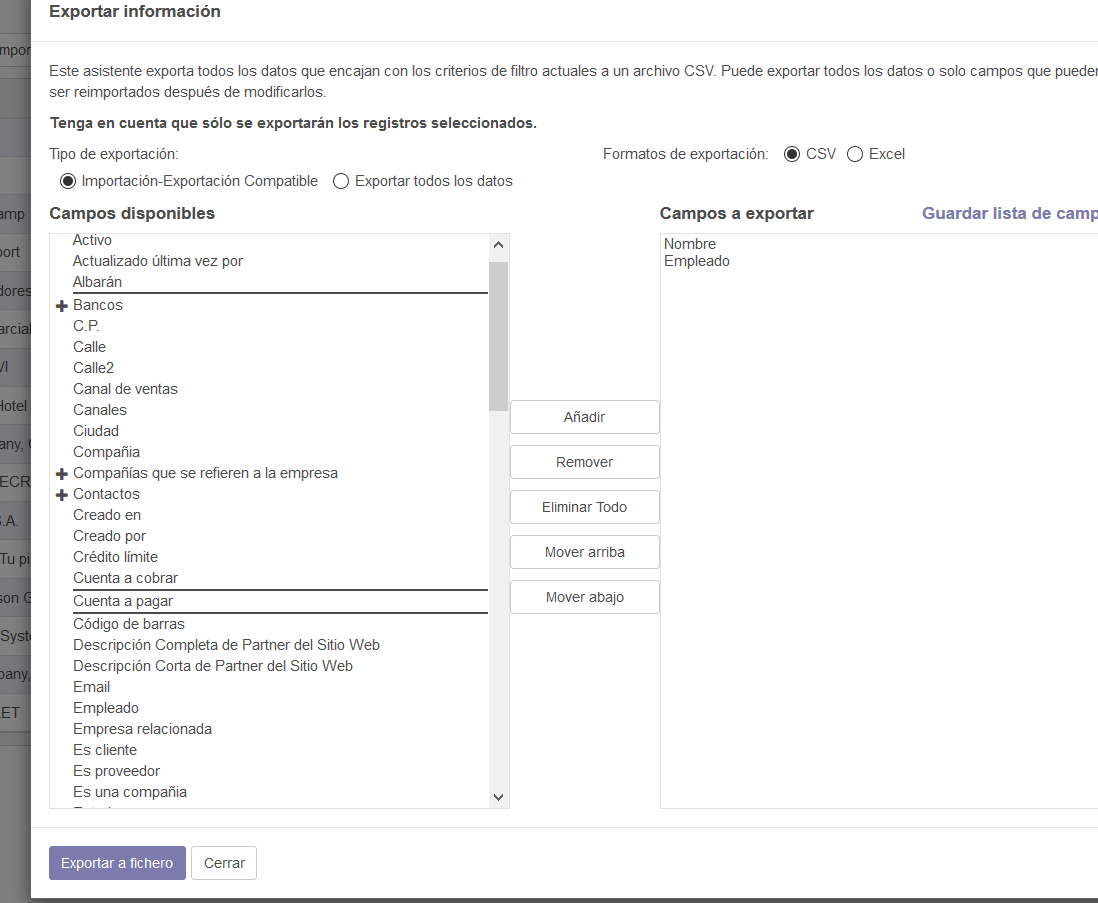 Exportar información
Este asistente exporta todos los datos que encajan con los criterios de filtro actuales a un archivo CSV. Puede exportar todos los datos o solo campos que pueden
ser reimportados después de modificarlos.
Tenga en cuenta que sólo se exportarán los registros seleccionados.
Tipo de exportación:
Formatos de exportación: CSV Excel
Importación-Exportación Compatible Exportar todos los datos
Campos disponibles
Activo
Actualizado última vez por
Albarán
Bancos
C.P.
Calle
Calle2
Canal de ventas
Canales
Ciudad
Compañia
Compañías que se refieren a la empresa
Contactos
Creado en
Creado por
Crédito límite
Cuenta a cobrar
Cuenta a pagar
Código de barras
Descripción Completa de Partner del Sitio Web
Descripción Corta de Partner del Sitio Web
Email
Empleado
Empresa relacionada
Es cliente
Es proveedor
Es una compañia
Añadir
Remover
Eliminar Todo
Mover arriba
Mover abajo
Campos a exportar
Guardar lista de camp
Nombre
Empleado
Exportar a fichero
Cerrar
mpor
amp
port
dores
arcial
VI
Hotel
any,
ECR
S.A.
Tu pi
son G
Syst
pany,
ET